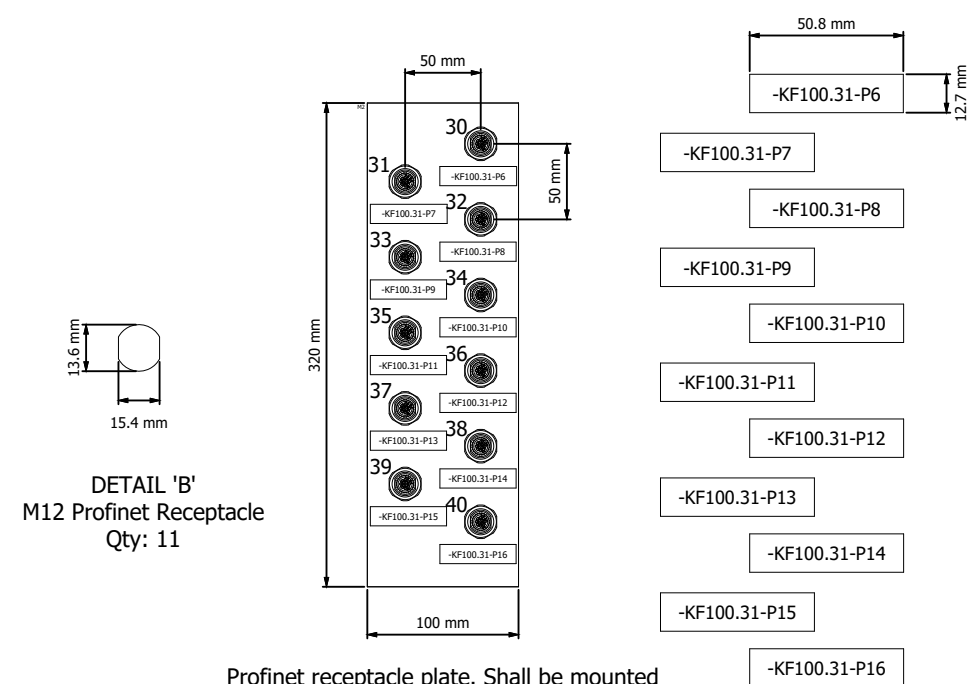 50.8 mm
12.7 mm
-KF100.31-P6
-KF100.31-P7
-KF100.31-P8
-KF100.31-P9
-KF100.31-P10
-KF100.31-P11
-KF100.31-P12
-KF100.31-P13
-KF100.31-P14
-KF100.31-P15
-KF100.31-P16
50 mm
50 mm
320 mm
100 mm
M2
30
-KF100.31-P6
31
-KF100.31-P7
32
-KF100.31-P8
33
-KF100.31-P9
34
-KF100.31-P10
35
-KF100.31-P11
36
-KF100.31-P12
37
-KF100.31-P13
38
-KF100.31-P14
39
-KF100.31-P15
40
-KF100.31-P16
13.6 mm
15.4 mm
DETAIL 'B'
M12 Profinet Receptacle
Qty: 11
Profinet receptacle plate. Shall be mounted